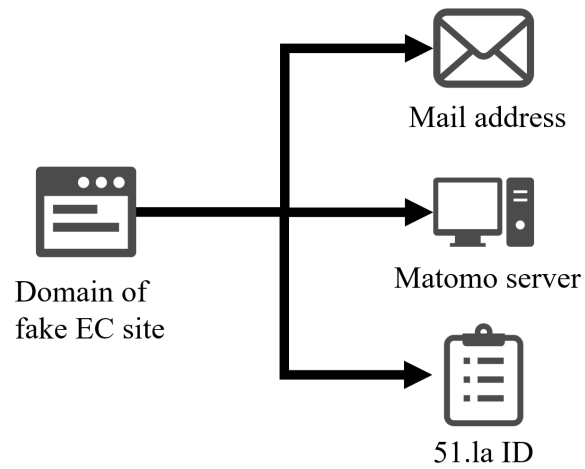 Mail address
Domain of
fake EC site
Matomo server
51.la ID